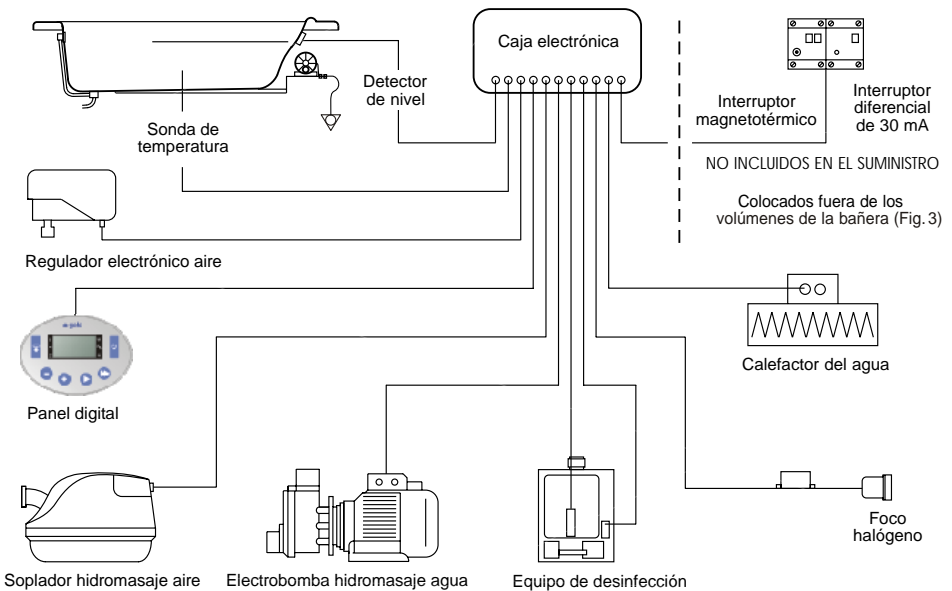 Caja electrónica
Detector
de nivel
Sonda de
temperatura
Interruptor
magnetotérmico
Interruptor
diferencial
de 30 mA
NO INCLUIDOS EN EL SUMINISTRO
Colocados fuera de los
volúmenes de la bañera (Fig. 3)
Regulador electrónico aire
Panel digital
Calefactor del agua
Foco
halógeno
Soplador hidromasaje aire
Electrobomba hidromasaje agua
Equipo de desinfección